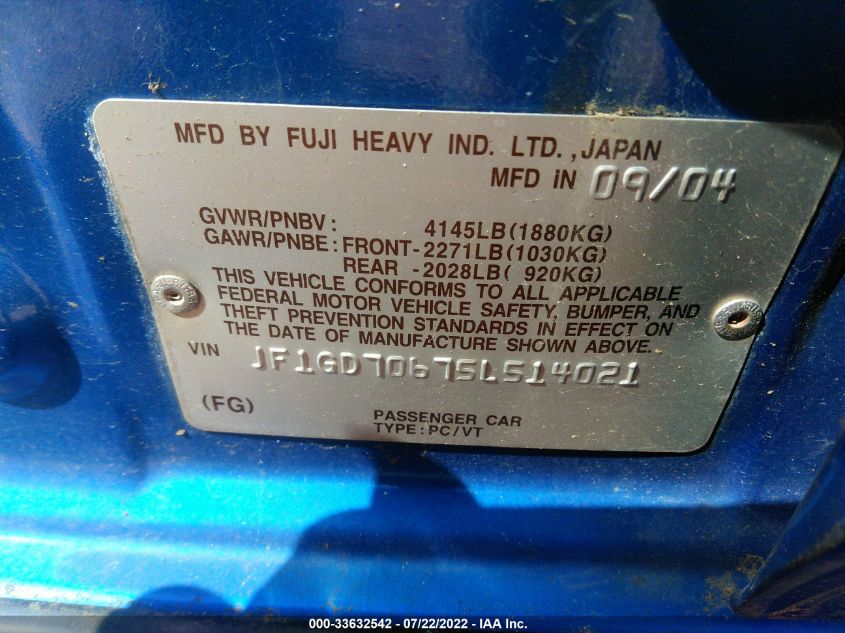 MFD BY FUJI HEAVY IND. LTD., JAPAN
MFD IN 09/04
GVWR/PNBV: 4145LB(1880KG)
GAWR/PNBE: FRONT-2271LB(1030KG)
REAR -2028LB( 920KG)
THIS VEHICLE CONFORMS TO ALL APPLICABLE
FEDERAL MOTOR VEHICLE SAFETY, BUMPER, AND
THEFT PREVENTION STANDARDS IN EFFECT ON
THE DATE OF MANUFACTURE SHOWN ABOVE.
VIN JF1GD70675L514021
(FG)
PASSENGER CAR
TYPE: PC/VT
000-33632542 - 07/22/2022 - IAA Inc.